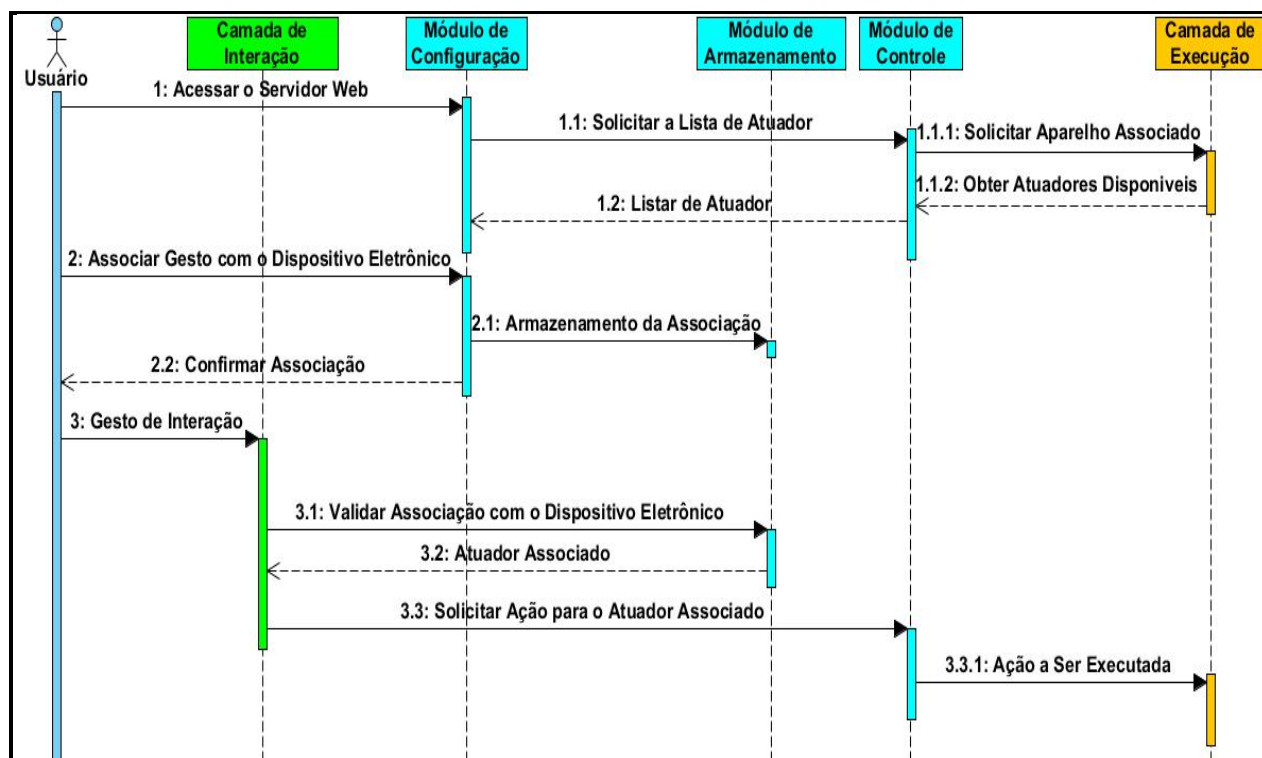 Usuário
Camada de
Interação
Módulo de
Configuração
Módulo de
Armazenamento
Módulo de
Controle
Camada de
Execução
1: Acessar o Servidor Web
1.1: Solicitar a Lista de Atuador
1.1.1: Solicitar Aparelho Associado
1.1.2: Obter Atuadores Disponiveis
1.2: Listar de Atuador
2: Associar Gesto com o Dispositivo Eletrônico
2.1: Armazenamento da Associação
2.2: Confirmar Associação
3: Gesto de Interação
3.1: Validar Associação com o Dispositivo Eletrônico
3.2: Atuador Associado
3.3: Solicitar Ação para o Atuador Associado
3.3.1: Ação a Ser Executada